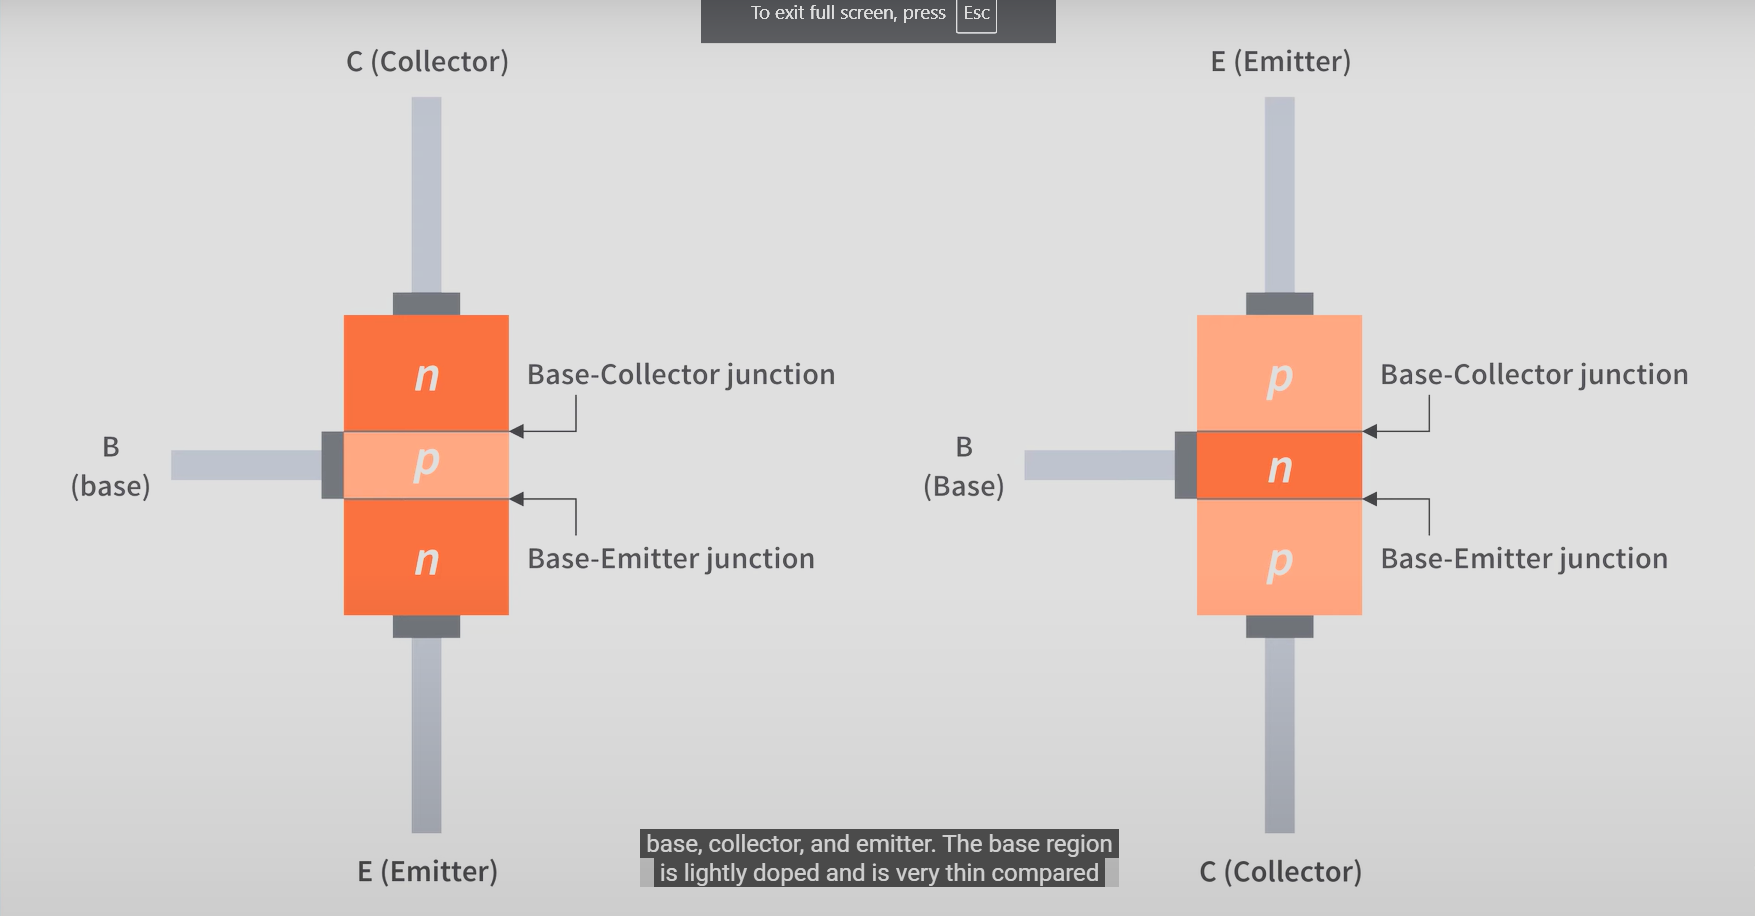 To exit full screen, press Esc
C (Collector)
n
Base-Collector junction
B
(base)
p
n
Base-Emitter junction
E (Emitter)
E (Emitter)
p
Base-Collector junction
B
(Base)
n
p
Base-Emitter junction
C (Collector)
base, collector, and emitter. The base region
is lightly doped and is very thin compared